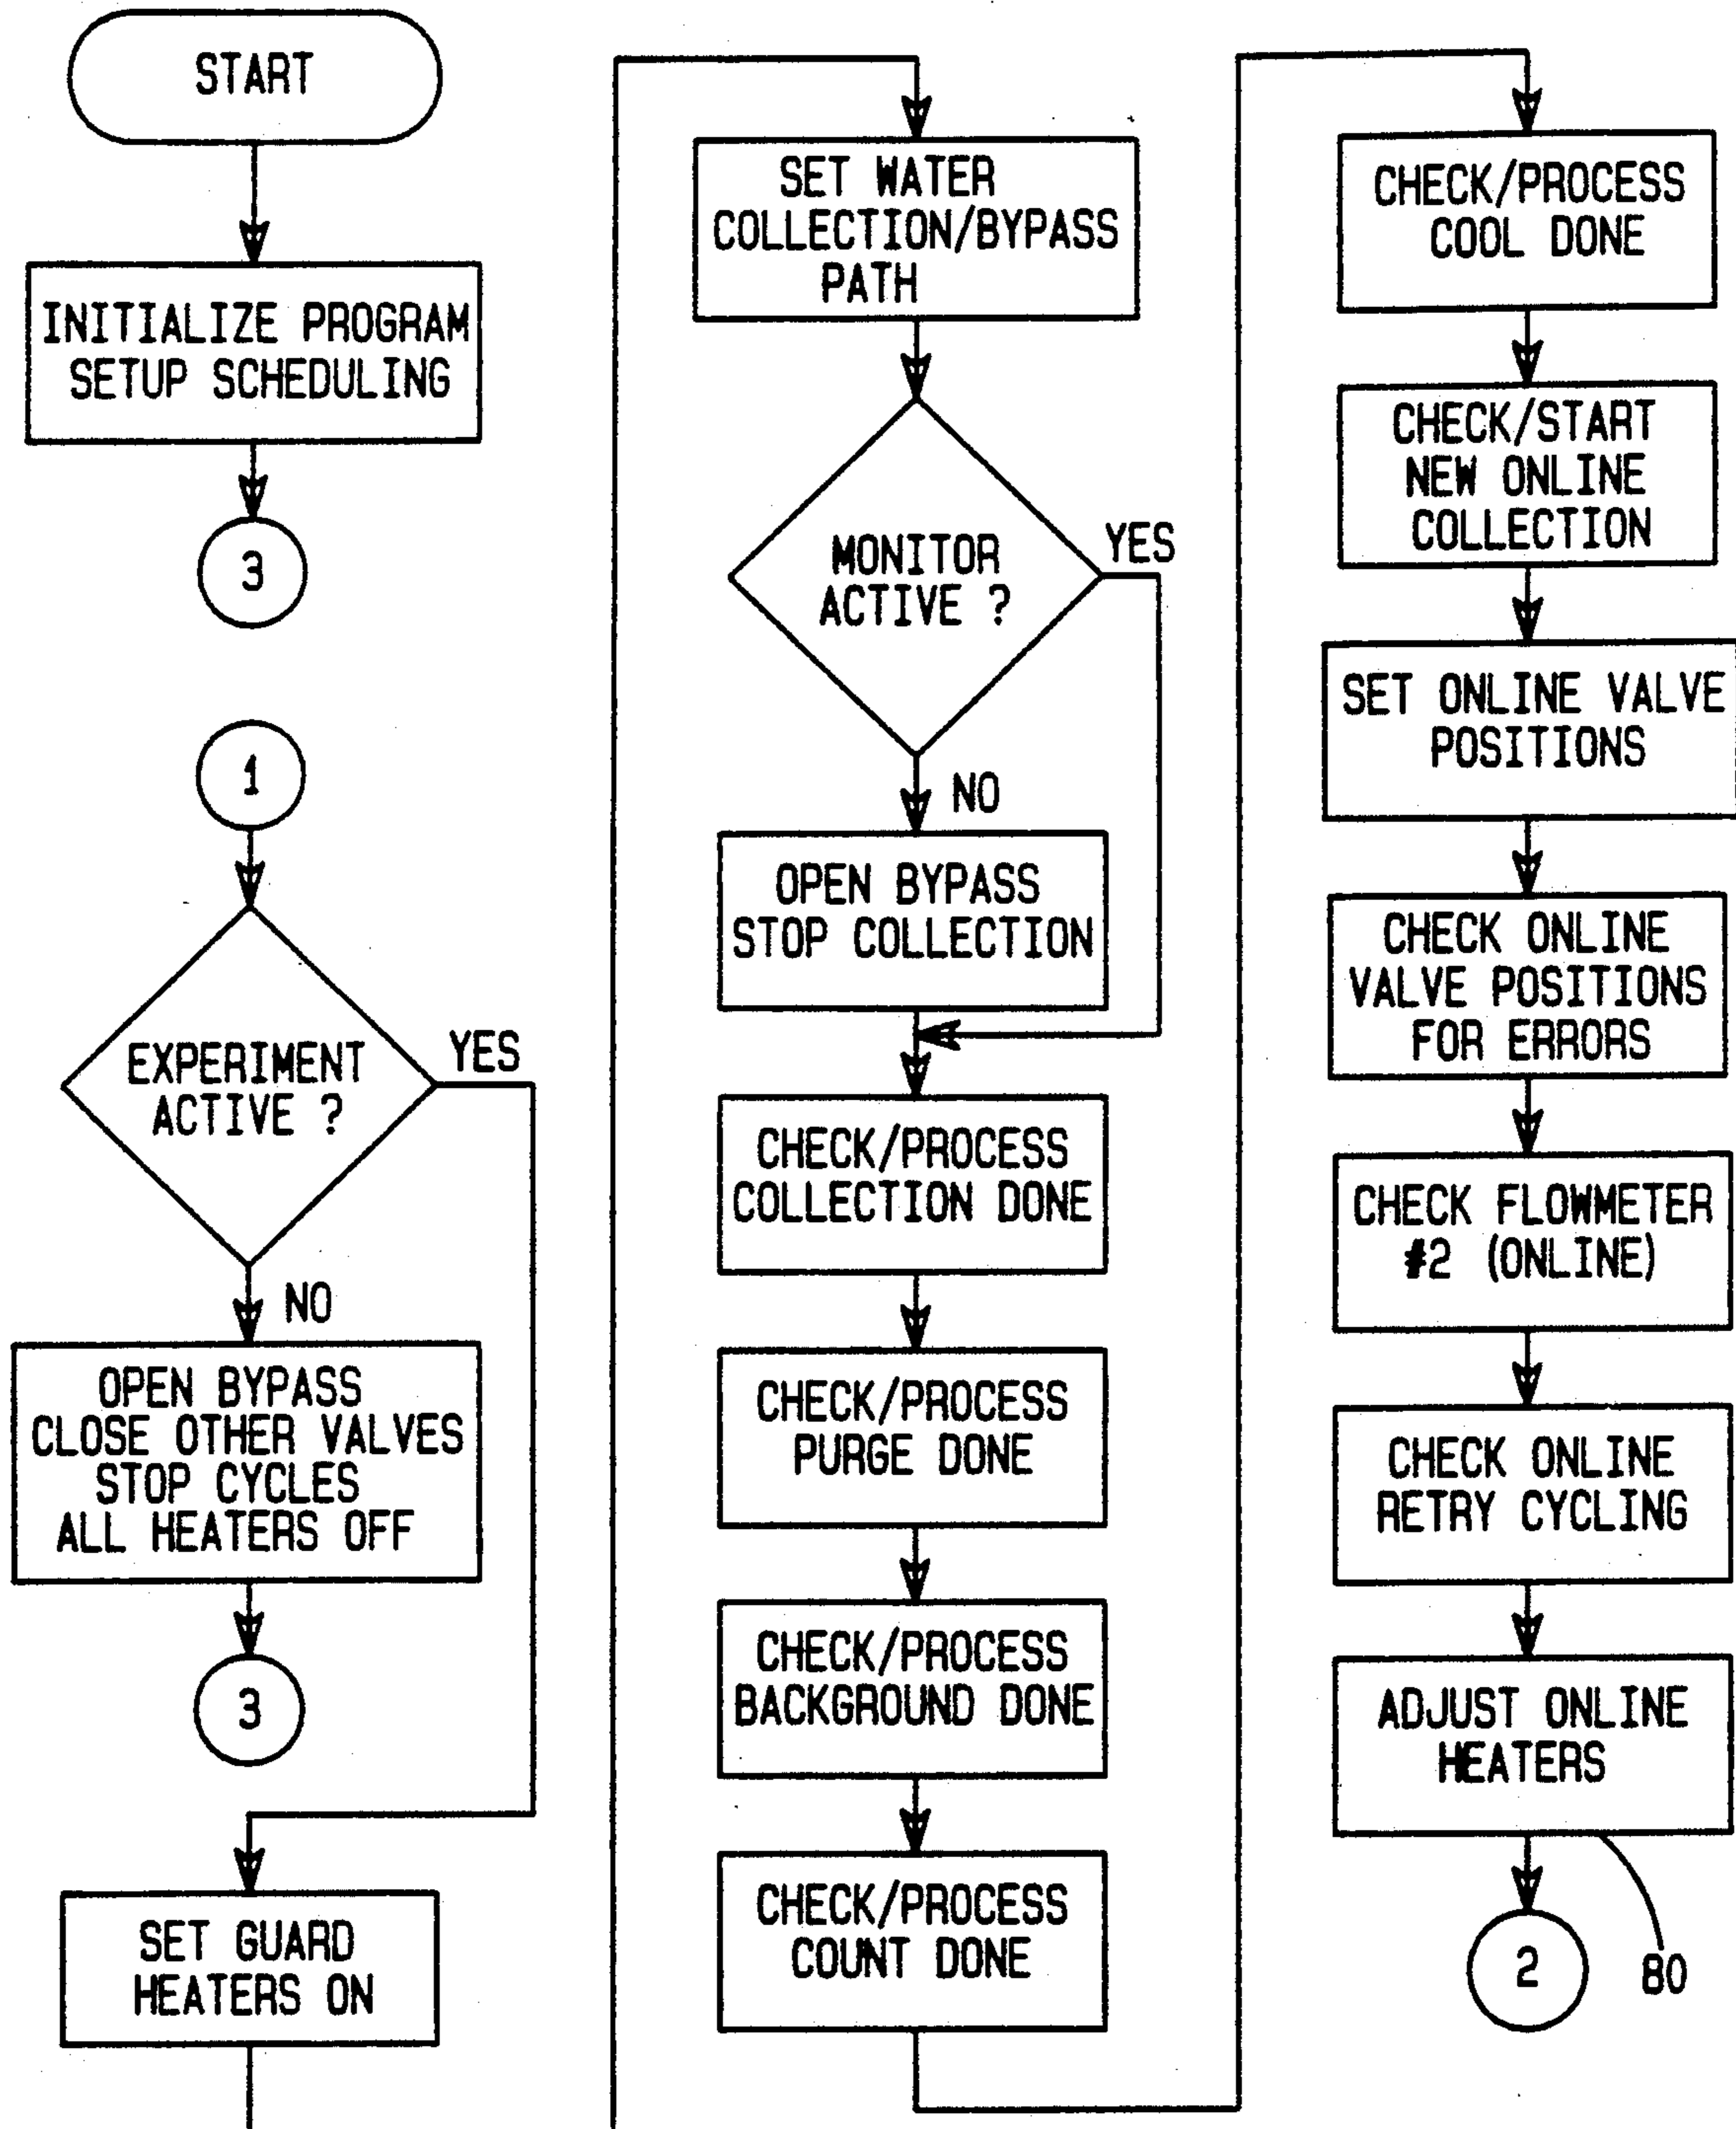 START
INITIALIZE PROGRAM
SETUP SCHEDULING
3
1
EXPERIMENT
ACTIVE ?
YES
NO
OPEN BYPASS
CLOSE OTHER VALVES
STOP CYCLES
ALL HEATERS OFF
3
SET GUARD
HEATERS ON
SET WATER
COLLECTION/BYPASS
PATH
MONITOR
ACTIVE ?
YES
NO
OPEN BYPASS
STOP COLLECTION
CHECK/PROCESS
COLLECTION DONE
CHECK/PROCESS
PURGE DONE
CHECK/PROCESS
BACKGROUND DONE
CHECK/PROCESS
COUNT DONE
CHECK/PROCESS
COOL DONE
CHECK/START
NEW ONLINE
COLLECTION
SET ONLINE VALVE
POSITIONS
CHECK ONLINE
VALVE POSITIONS
FOR ERRORS
CHECK FLOWMETER
#2 (ONLINE)
CHECK ONLINE
RETRY CYCLING
ADJUST ONLINE
HEATERS
2
80